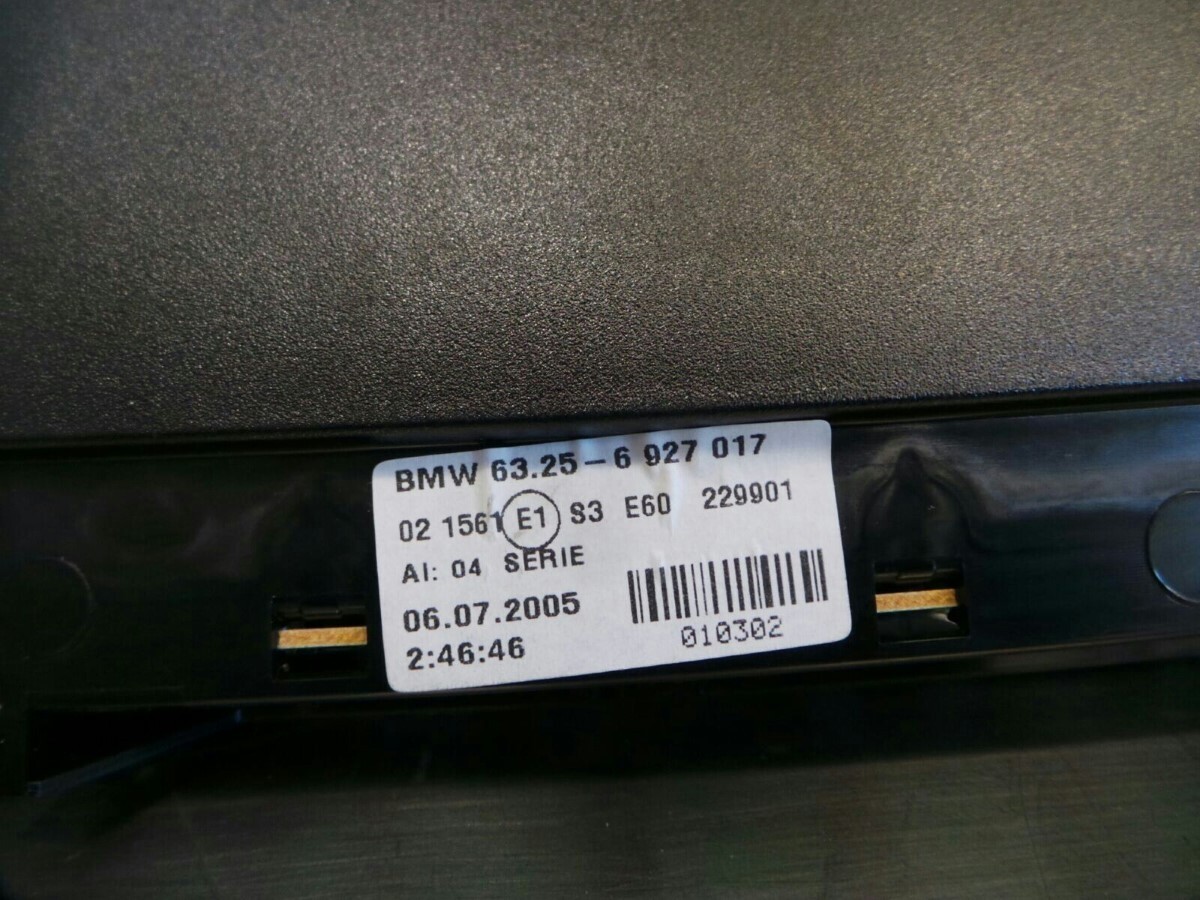 BMW 63.25-6 927 017
02 1561 E1 S3 E60 229901
AI: 04 SERIE
06.07.2005
2:46:46
010302